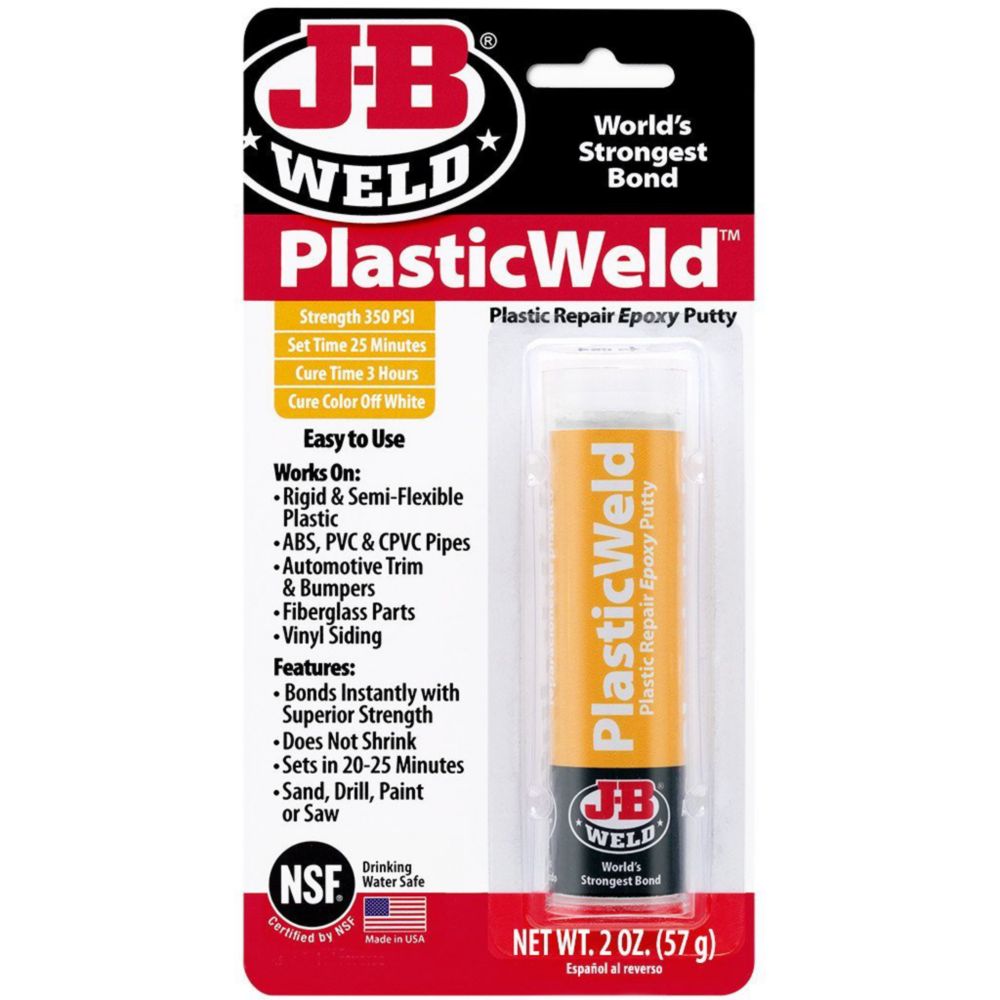 J-B®
WELD
World's
Strongest
Bond
PlasticWeld™
Strength 350 PSI
Set Time 25 Minutes
Cure Time 3 Hours
Cure Color Off White
Plastic Repair Epoxy Putty
Easy to Use
Works On:
• Rigid & Semi-Flexible
Plastic
• ABS, PVC & CPVC Pipes
• Automotive Trim
& Bumpers
• Fiberglass Parts
• Vinyl Siding
Features:
• Bonds Instantly with
Superior Strength
• Does Not Shrink
• Sets in 20-25 Minutes
• Sand, Drill, Paint
or Saw
NSF®
Certified by NSF
Drinking
Water Safe
Made in USA
PlasticWeld
Plastic Repair Epoxy Putty
J-B®
WELD
World's
Strongest Bond
NET WT. 2 OZ. (57 g)
Español al reverso